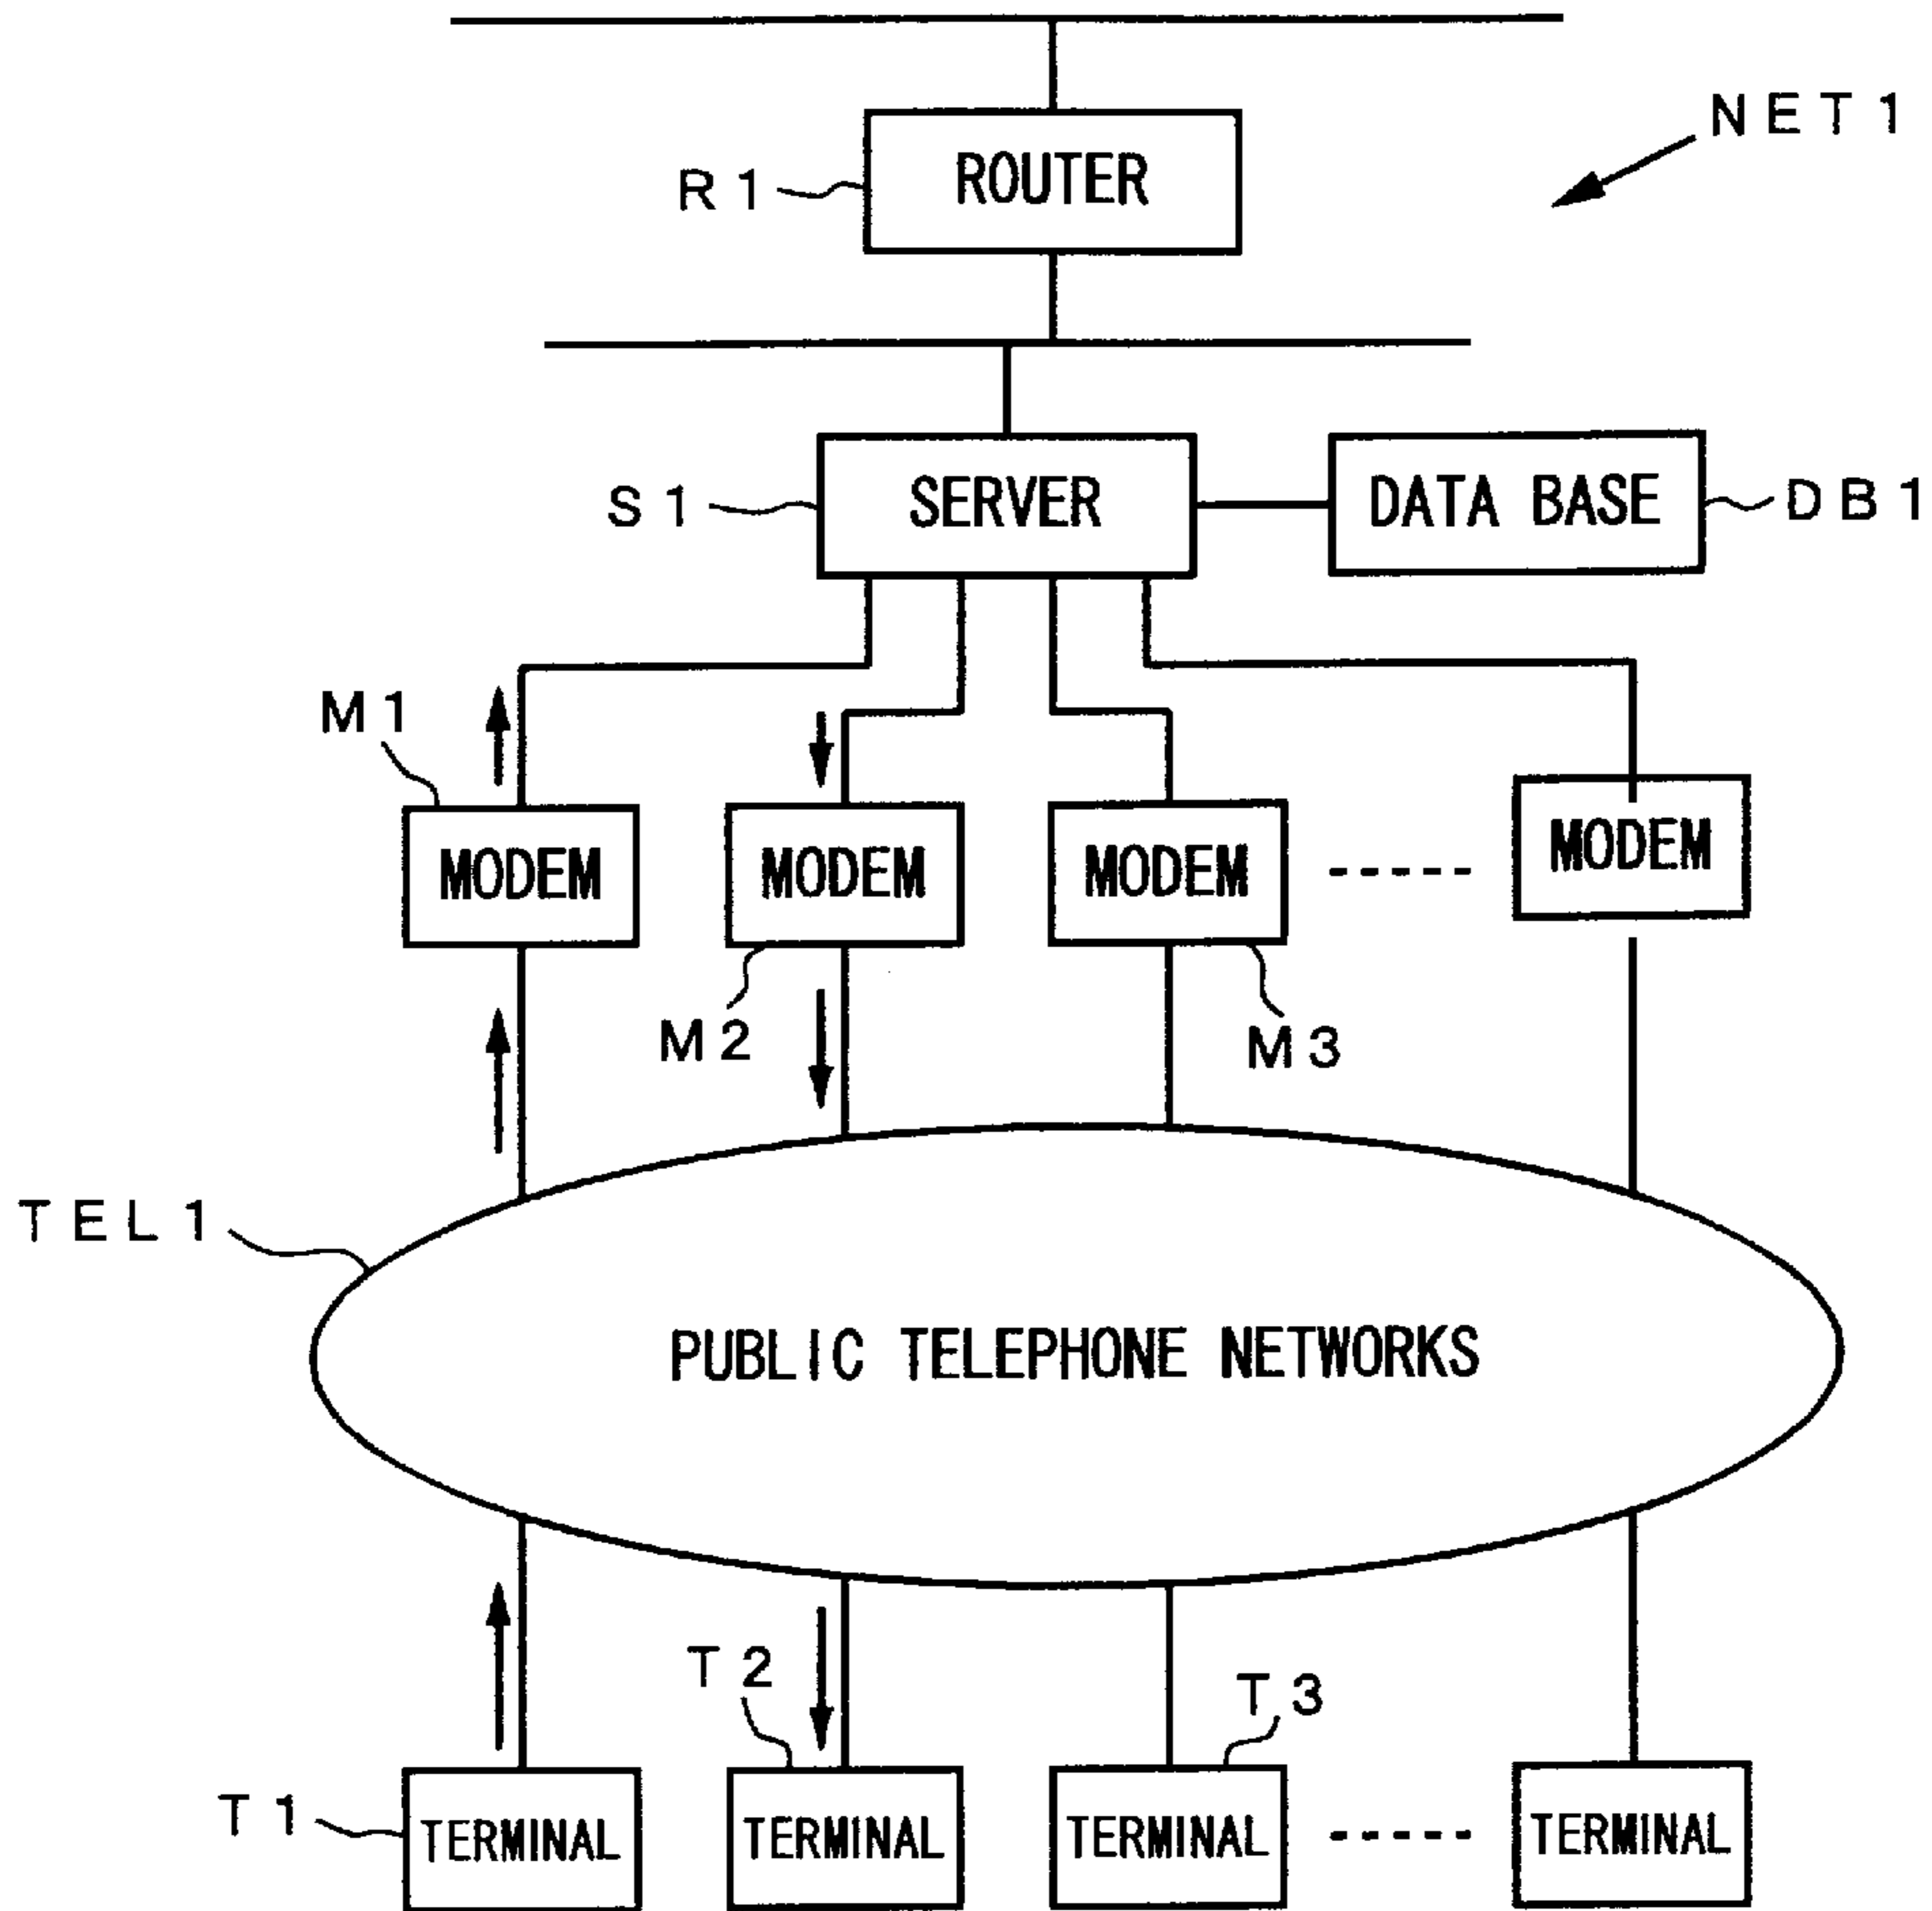 NET1
R1
ROUTER
S1
SERVER
DATA BASE
DB1
M1
MODEM
MODEM
MODEM
MODEM
M2
M3
TEL1
PUBLIC TELEPHONE NETWORKS
T2
T3
T1
TERMINAL
TERMINAL
TERMINAL
TERMINAL